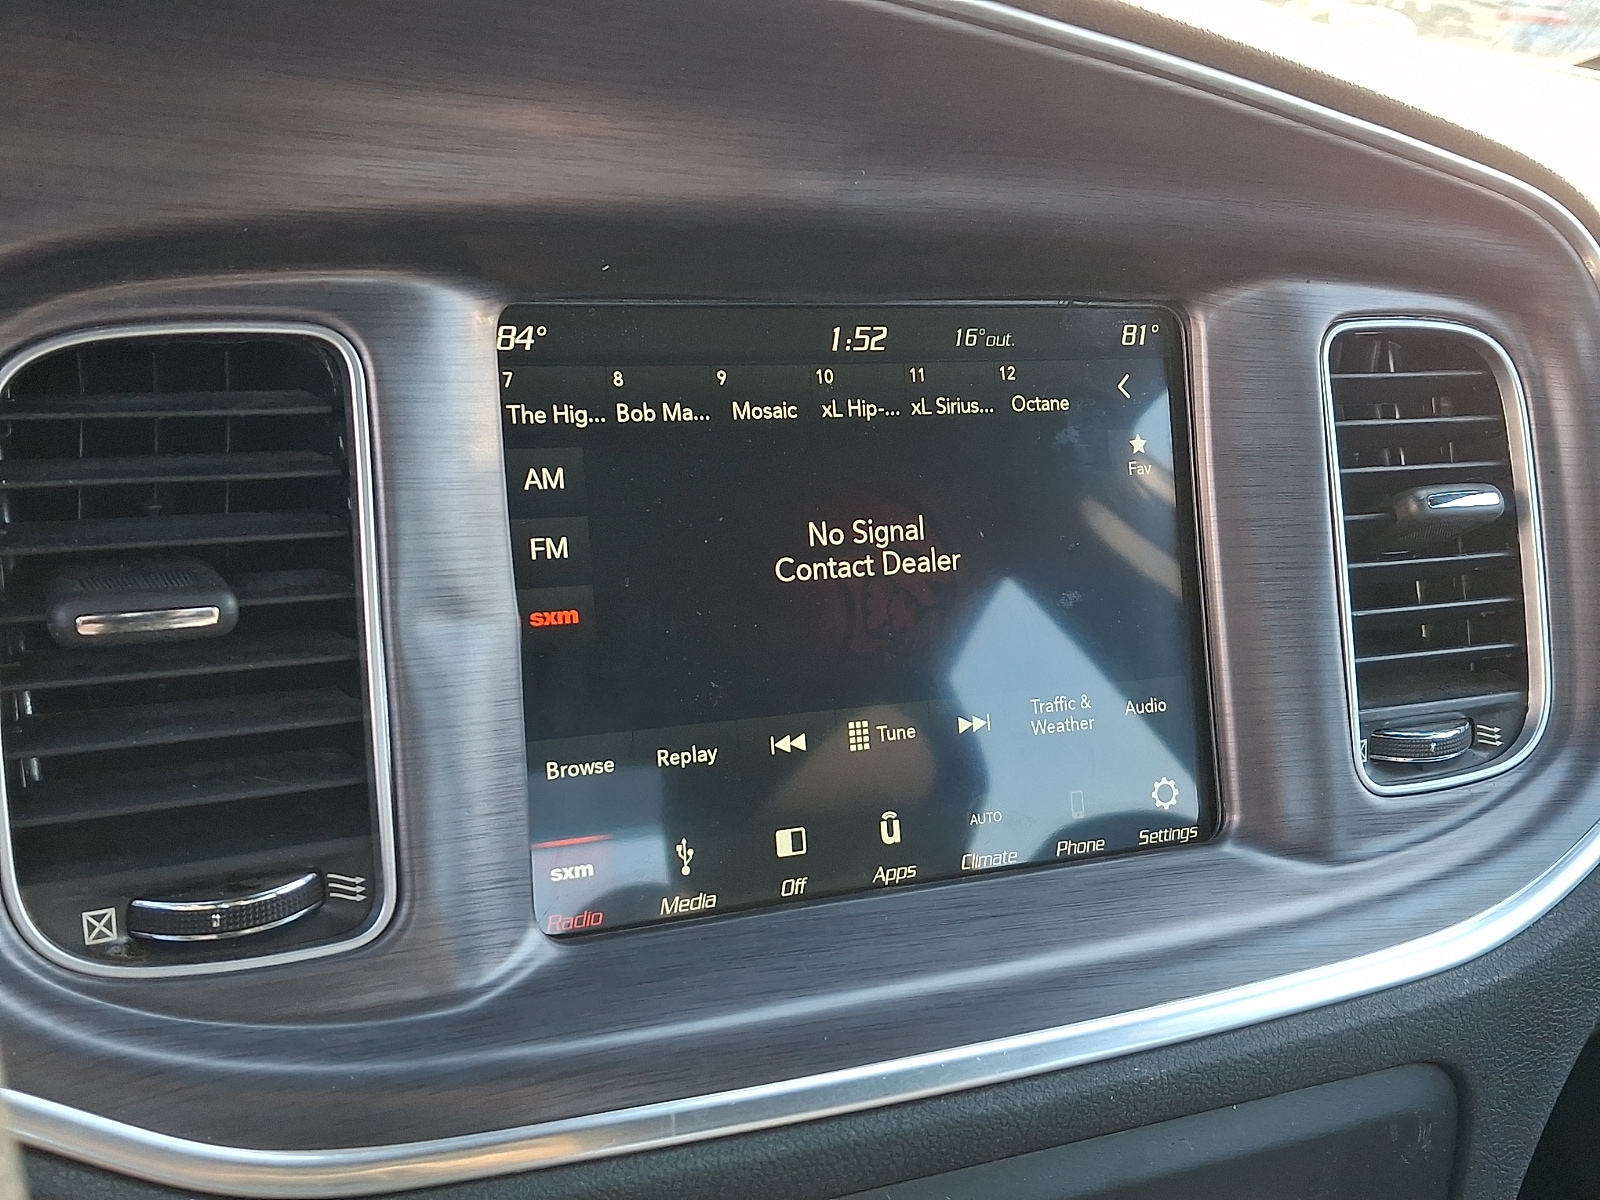 84° 1:52 16°out. 81°
7 8 9 10 11 12
The Hig... Bob Ma... Mosaic xL Hip-... xL Sirius... Octane
Fav
AM
FM
sxm
No Signal
Contact Dealer
Browse Replay Tune Traffic &
Weather Audio
sxm AUTO
Radio Media Off Apps Climate Phone Settings